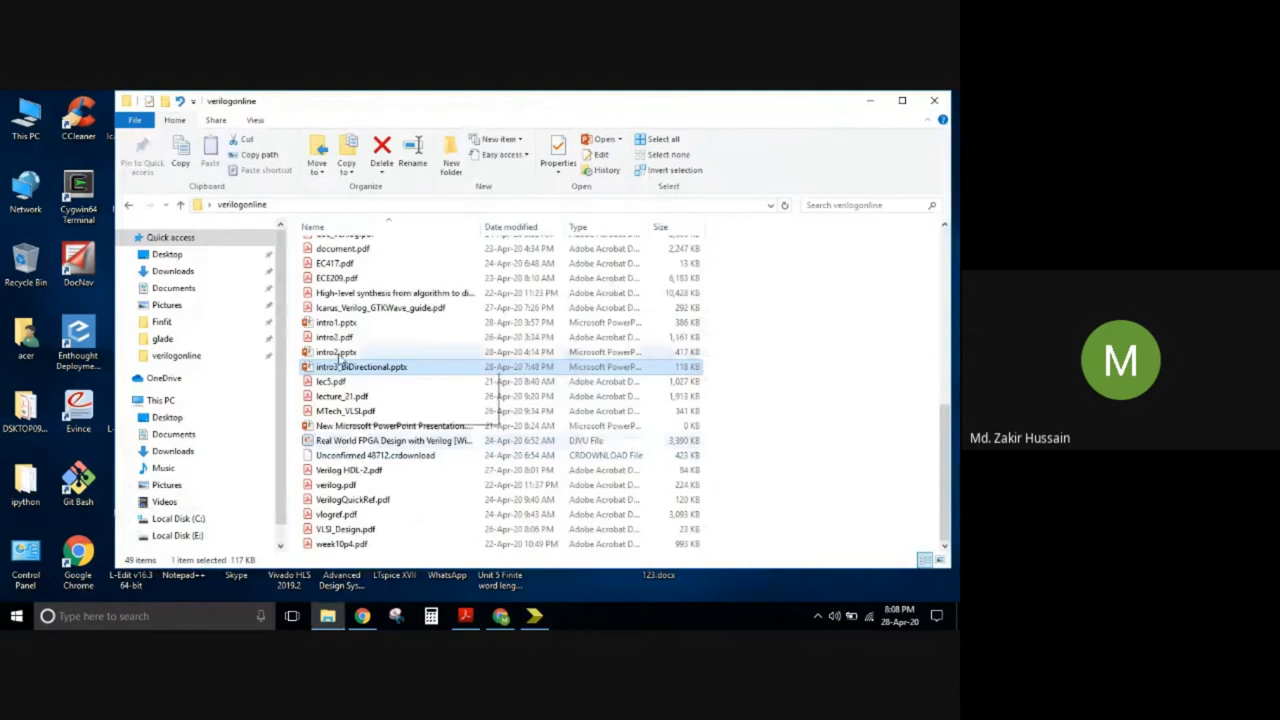 verilogonline
File
Home
Share
View
Pin to Quick access
Copy
Paste
Cut
Copy path
Paste shortcut
Clipboard
Move to
Copy to
Delete
Rename
Organize
New folder
New item
Easy access
New
Properties
Open
Edit
History
Open
Select all
Select none
Invert selection
Select
verilogonline
Search verilogonline
Name Date modified Type Size
document.pdf 23-Apr-20 4:34 PM Adobe Acrobat D... 2,247 KB
EC417.pdf 24-Apr-20 6:48 AM Adobe Acrobat D... 13 KB
ECE209.pdf 23-Apr-20 8:10 AM Adobe Acrobat D... 6,183 KB
High-level synthesis from algorithm to di... 22-Apr-20 11:23 PM Adobe Acrobat D... 10,428 KB
Icarus_Verilog_GTKWave_guide.pdf 27-Apr-20 7:26 PM Adobe Acrobat D... 292 KB
intro1.pptx 28-Apr-20 3:57 PM Microsoft PowerP... 386 KB
intro2.pdf 26-Apr-20 3:34 PM Adobe Acrobat D... 1,161 KB
intro2.pptx 28-Apr-20 4:14 PM Microsoft PowerP... 417 KB
intro3_BiDirectional.pptx 28-Apr-20 7:48 PM Microsoft PowerP... 118 KB
lec5.pdf 21-Apr-20 8:40 AM Adobe Acrobat D... 1,027 KB
lecture_21.pdf 26-Apr-20 9:20 PM Adobe Acrobat D... 1,913 KB
MTech_VLSI.pdf 26-Apr-20 9:34 PM Adobe Acrobat D... 341 KB
New Microsoft PowerPoint Presentation.... 28-Apr-20 8:24 AM Microsoft PowerP... 0 KB
Real World FPGA Design with Verilog [Wi... 24-Apr-20 6:52 AM DJVU File 3,390 KB
Unconfirmed 48712.crdownload 24-Apr-20 6:54 AM CRDOWNLOAD File 423 KB
Verilog HDL-2.pdf 27-Apr-20 8:21 AM Adobe Acrobat D... 84 KB
verilog.pdf 22-Apr-20 11:37 PM Adobe Acrobat D... 224 KB
VerilogQuickRef.pdf 24-Apr-20 9:40 AM Adobe Acrobat D... 120 KB
vlogref.pdf 24-Apr-20 9:43 AM Adobe Acrobat D... 3,093 KB
VLSI_Design.pdf 26-Apr-20 8:06 PM Adobe Acrobat D... 23 KB
week10p4.pdf 22-Apr-20 10:49 PM Adobe Acrobat D... 993 KB
Quick access
Desktop
Downloads
Documents
Pictures
Finfit
glade
verilogonline
OneDrive
This PC
Desktop
Documents
Downloads
Music
Pictures
Videos
Local Disk (C:)
Local Disk (E:)
49 items 1 item selected 117 KB
This PC
CCleaner
Network
Cygwin64 Terminal
Recycle Bin
DocNav
acer
Enthought Deployme...
DSKTOP09...
Evince
ipython
Git Bash
Control Panel
Google Chrome
L-Edit v16.3 64-bit
Notepad++
Skype
Vivado HLS 2019.2
Advanced Design Sys...
LTspice XVII
WhatsApp
Unit 5 Finite word leng...
123.docx
Type here to search
8:08 PM
28-Apr-20
M
Md. Zakir Hussain